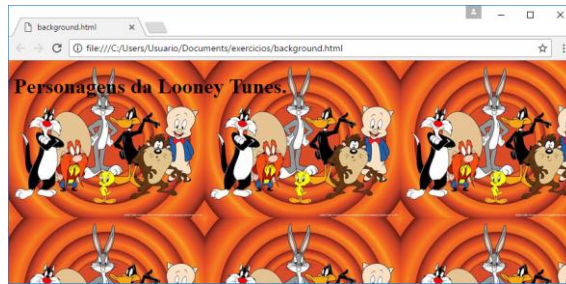 background.html
file:///C:/Users/Usuario/Documents/exercicios/background.html
Personagens da Looney Tunes.